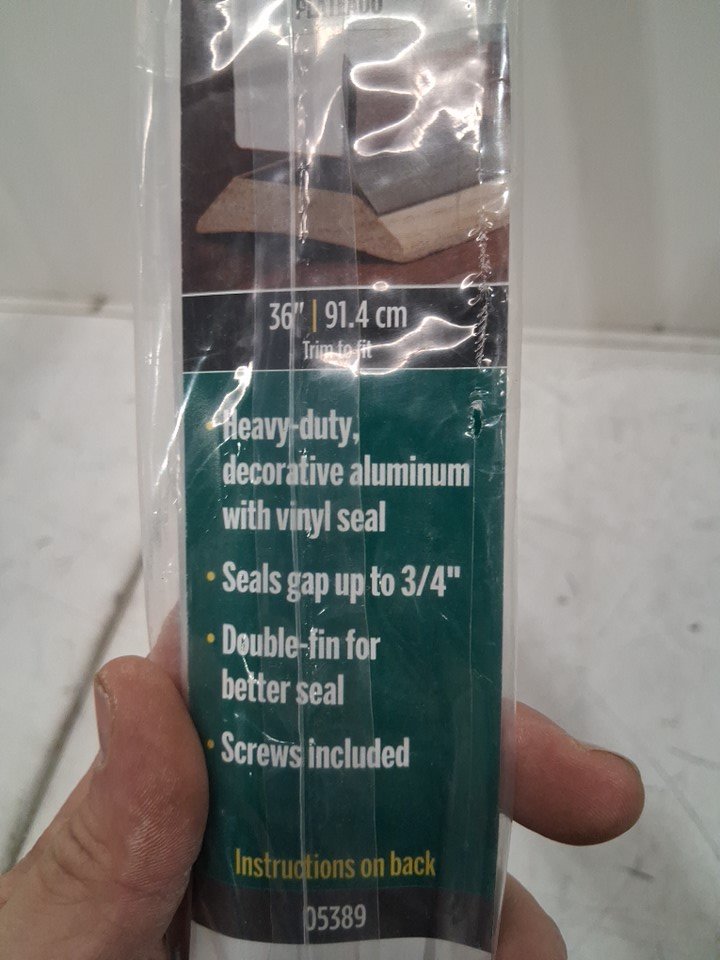 PLATEADO
36" | 91.4 cm
Trim to fit
• Heavy-duty,
decorative aluminum
with vinyl seal
• Seals gap up to 3/4"
• Double-fin for
better seal
• Screws included
Instructions on back
05389